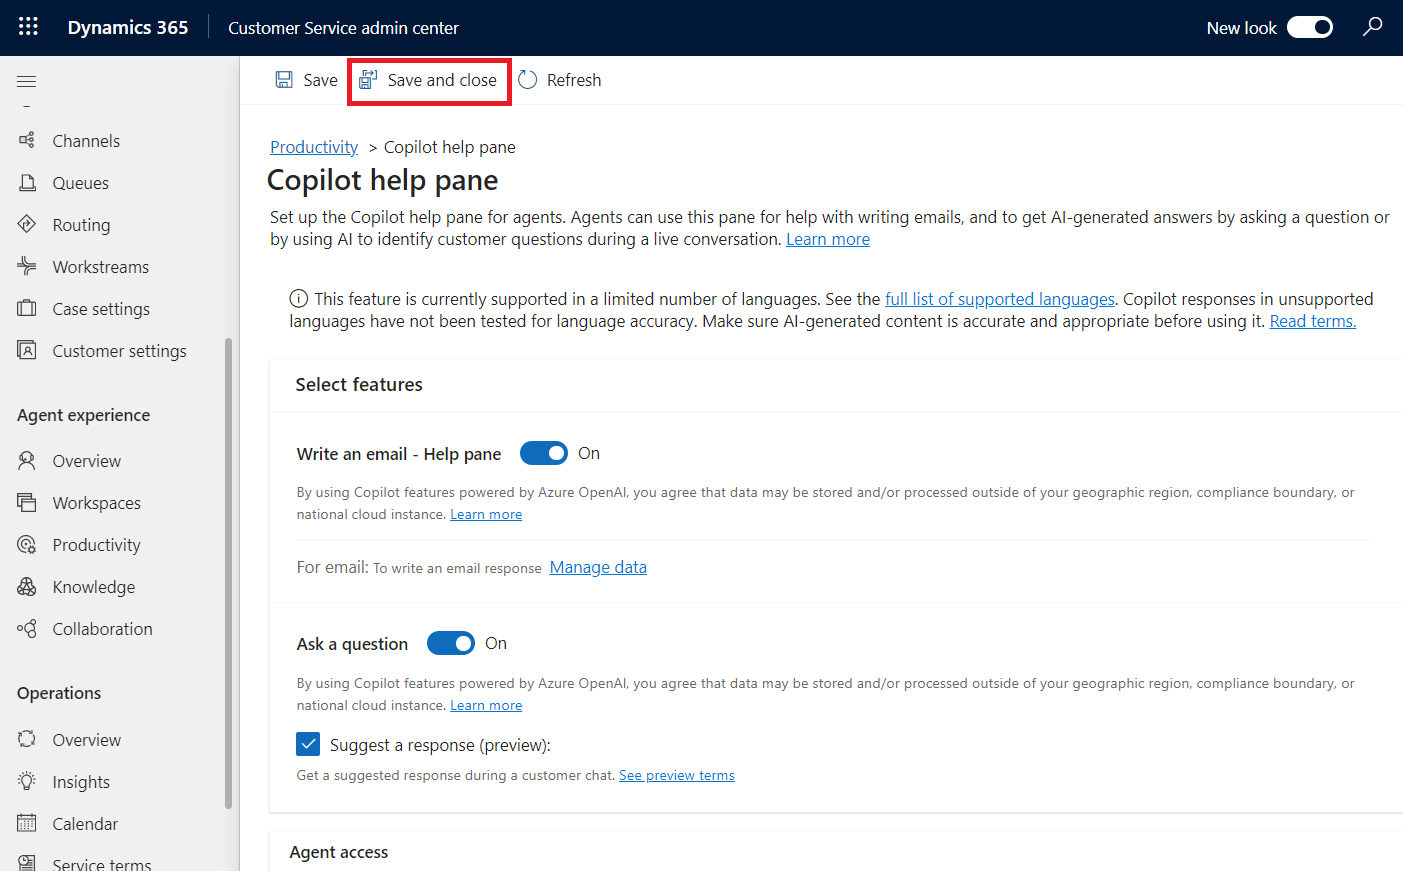 Dynamics 365
Customer Service admin center
New look
Save
Save and close
Refresh
Channels
Queues
Routing
Workstreams
Case settings
Customer settings
Agent experience
Overview
Workspaces
Productivity
Knowledge
Collaboration
Operations
Overview
Insights
Calendar
Service terms
Productivity > Copilot help pane
Copilot help pane
Set up the Copilot help pane for agents. Agents can use this pane for help with writing emails, and to get AI-generated answers by asking a question or
by using AI to identify customer questions during a live conversation. Learn more
This feature is currently supported in a limited number of languages. See the full list of supported languages. Copilot responses in unsupported
languages have not been tested for language accuracy. Make sure AI-generated content is accurate and appropriate before using it. Read terms.
Select features
Write an email - Help pane On
By using Copilot features powered by Azure OpenAI, you agree that data may be stored and/or processed outside of your geographic region, compliance boundary, or
national cloud instance. Learn more
For email: To write an email response Manage data
Ask a question On
By using Copilot features powered by Azure OpenAI, you agree that data may be stored and/or processed outside of your geographic region, compliance boundary, or
national cloud instance. Learn more
Suggest a response (preview):
Get a suggested response during a customer chat. See preview terms
Agent access